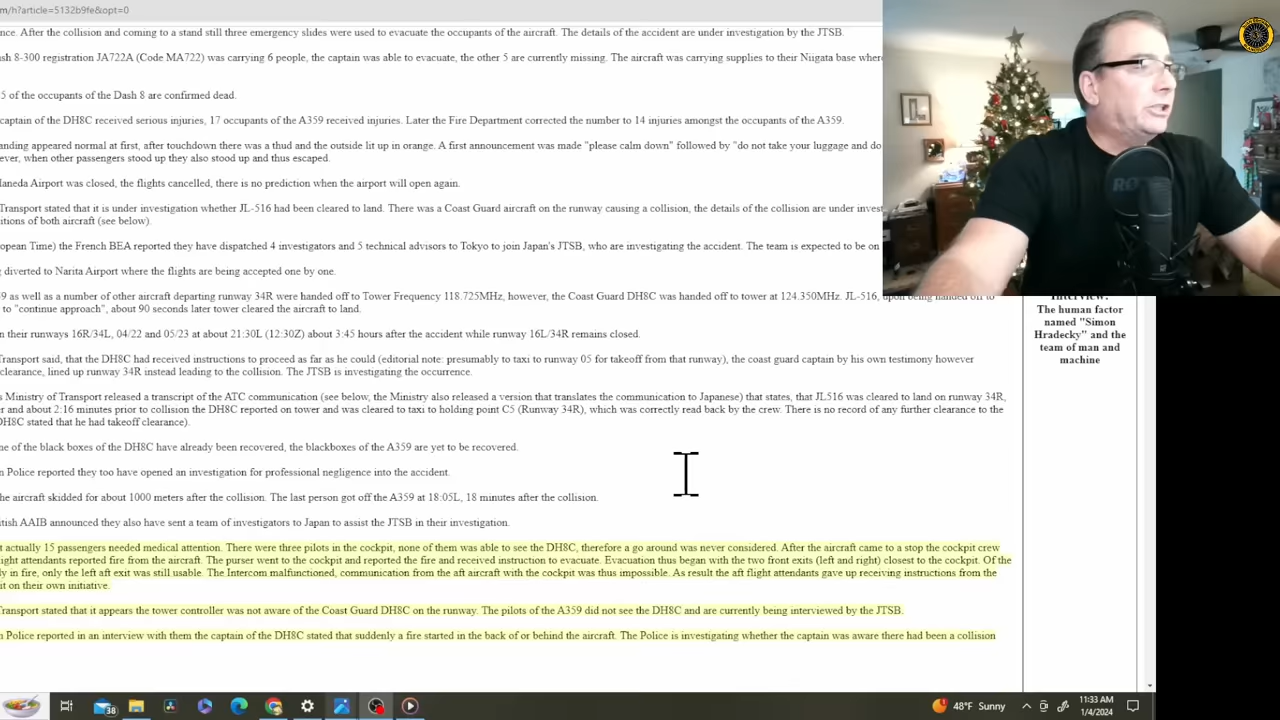 m/h?article=5132b9fe&opt=0
nce. After the collision and coming to a stand still three emergency slides were used to evacuate the occupants of the aircraft. The details of the accident are under investigation by the JTSB.
sh 8-300 registration JA722A (Code MA722) was carrying 6 people, the captain was able to evacuate, the other 5 are currently missing. The aircraft was carrying supplies to their Niigata base where
5 of the occupants of the Dash 8 are confirmed dead.
captain of the DH8C received serious injuries, 17 occupants of the A359 received injuries. Later the Fire Department corrected the number to 14 injuries amongst the occupants of the A359.
anding appeared normal at first, after touchdown there was a thud and the outside lit up in orange. A first announcement was made "please calm down" followed by "do not take your luggage and do
ever, when other passengers stood up they also stood up and thus escaped.
Haneda Airport was closed, the flights cancelled, there is no prediction when the airport will open again.
Transport stated that it is under investigation whether JL-516 had been cleared to land. There was a Coast Guard aircraft on the runway causing a collision, the details of the collision are under invest
itions of both aircraft (see below).
opean Time) the French BEA reported they have dispatched 4 investigators and 5 technical advisors to Tokyo to join Japan's JTSB, who are investigating the accident. The team is expected to be on
g diverted to Narita Airport where the flights are being accepted one by one.
9 as well as a number of other aircraft departing runway 34R were handed off to Tower Frequency 118.725MHz, however, the Coast Guard DH8C was handed off to tower at 124.350MHz. JL-516, upon being handed off to
to "continue approach", about 90 seconds later tower cleared the aircraft to land.
n their runways 16R/34L, 04/22 and 05/23 at about 21:30L (12:30Z) about 3:45 hours after the accident while runway 16L/34R remains closed.
Transport said, that the DH8C had received instructions to proceed as far as he could (editorial note: presumably to taxi to runway 05 for takeoff from that runway), the coast guard captain by his own testimony however
clearance, lined up runway 34R instead leading to the collision. The JTSB is investigating the occurrence.
s Ministry of Transport released a transcript of the ATC communication (see below, the Ministry also released a version that translates the communication to Japanese) that states, that JL516 was cleared to land on runway 34R,
er and about 2:16 minutes prior to collision the DH8C reported on tower and was cleared to taxi to holding point C5 (Runway 34R), which was correctly read back by the crew. There is no record of any further clearance to the
DH8C stated that he had takeoff clearance).
ne of the black boxes of the DH8C have already been recovered, the blackboxes of the A359 are yet to be recovered.
n Police reported they too have opened an investigation for professional negligence into the accident.
he aircraft skidded for about 1000 meters after the collision. The last person got off the A359 at 18:05L, 18 minutes after the collision.
itish AAIB announced they also have sent a team of investigators to Japan to assist the JTSB in their investigation.
t actually 15 passengers needed medical attention. There were three pilots in the cockpit, none of them was able to see the DH8C, therefore a go around was never considered. After the aircraft came to a stop the cockpit crew
light attendants reported fire from the aircraft. The purser went to the cockpit and reported the fire and received instruction to evacuate. Evacuation thus began with the two front exits (left and right) closest to the cockpit. Of the
ly in fire, only the left aft exit was still usable. The Intercom malfunctioned, communication from the aft aircraft with the cockpit was thus impossible. As result the aft flight attendants gave up receiving instructions from the
it on their own initiative.
Transport stated that it appears the tower controller was not aware of the Coast Guard DH8C on the runway. The pilots of the A359 did not see the DH8C and are currently being interviewed by the JTSB.
n Police reported in an interview with them the captain of the DH8C stated that suddenly a fire started in the back of or behind the aircraft. The Police is investigating whether the captain was aware there had been a collision
Interview:
The human factor
named "Simon
Hradecky" and the
team of man and
machine
38
48°F Sunny
11:33 AM
1/4/2024